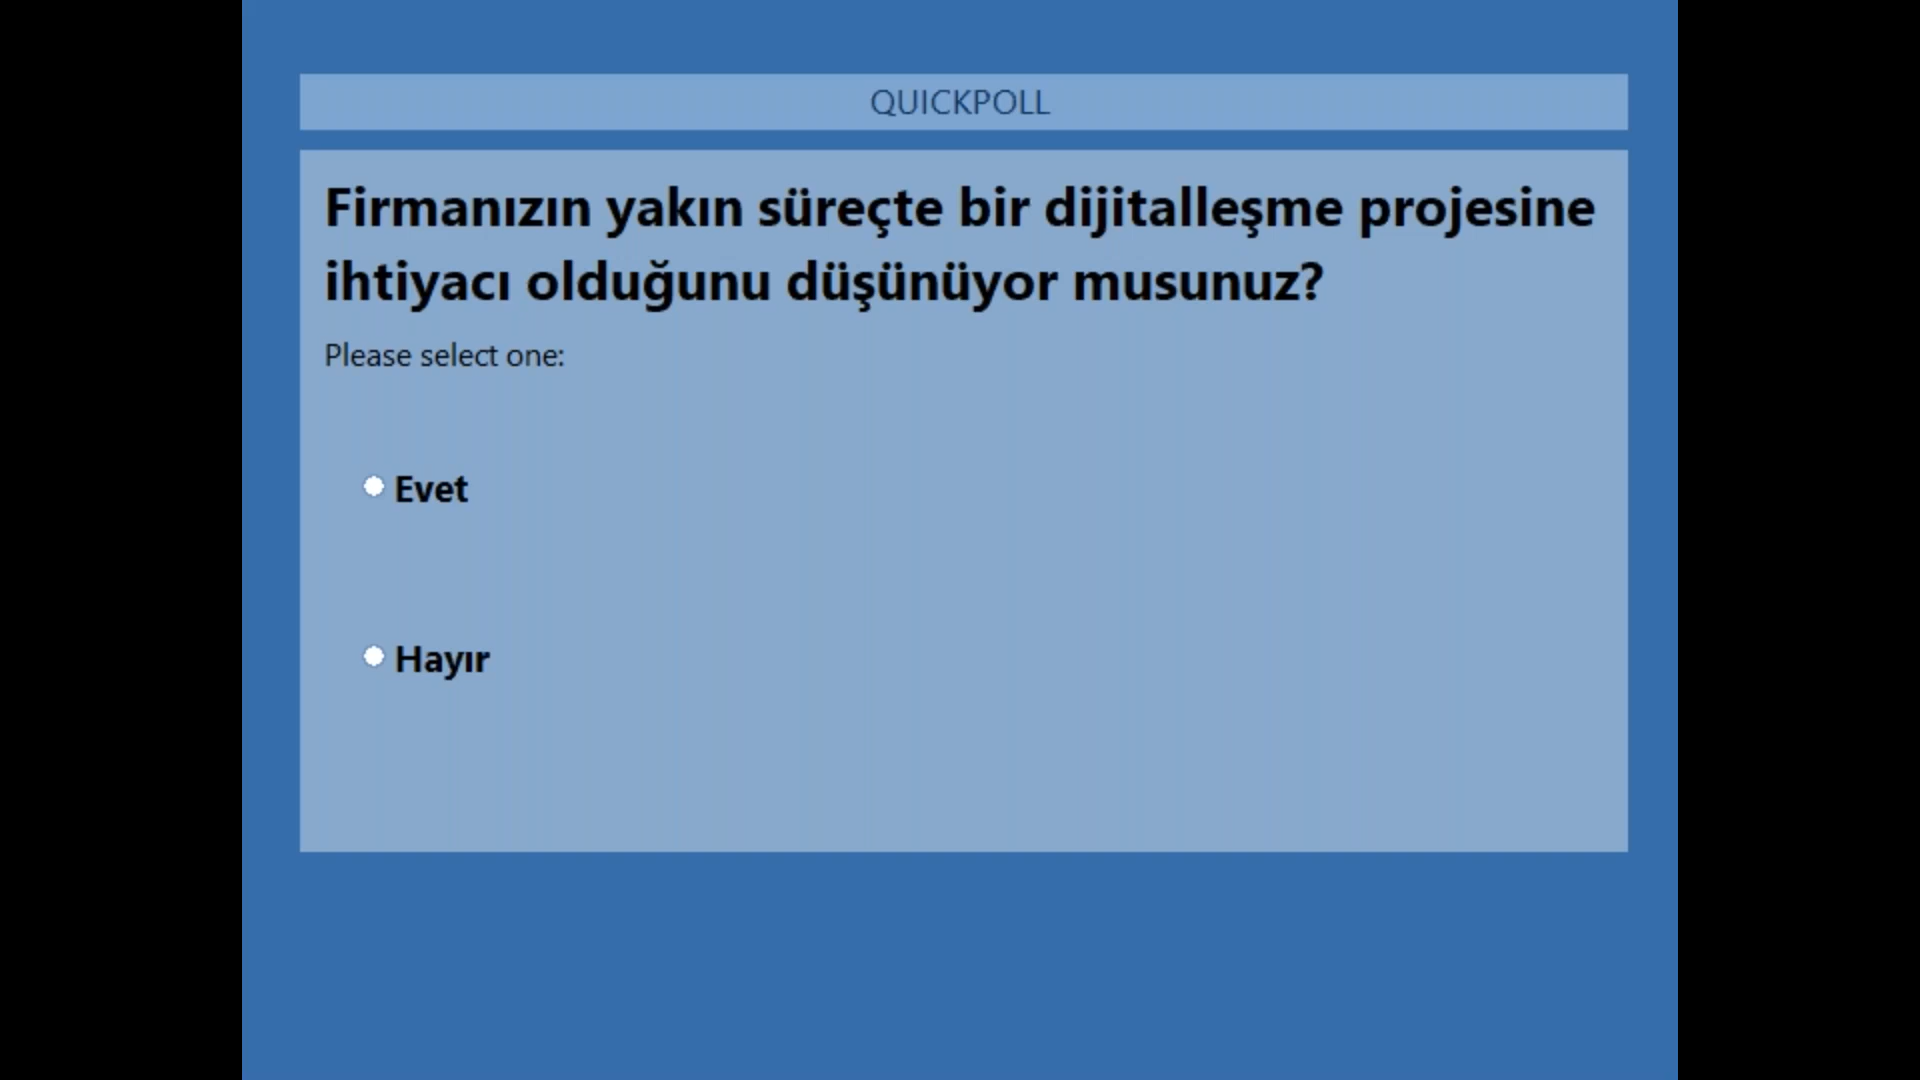 QUICKPOLL
Firmanızın yakın süreçte bir dijitalleşme projesine
ihtiyacı olduğunu düşünüyor musunuz?
Please select one:
Evet
Hayır